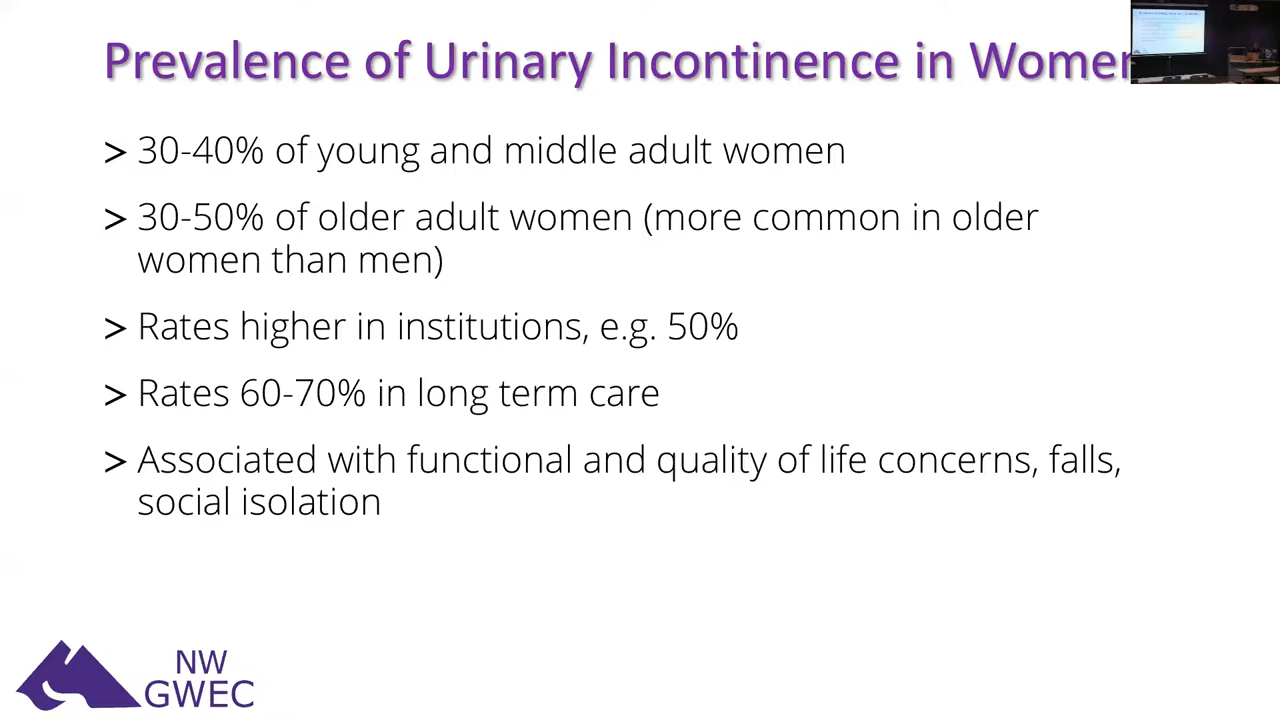 Prevalence of Urinary Incontinence in Women
> 30-40% of young and middle adult women
> 30-50% of older adult women (more common in older
women than men)
> Rates higher in institutions, e.g. 50%
> Rates 60-70% in long term care
> Associated with functional and quality of life concerns, falls,
social isolation
NW
GWEC